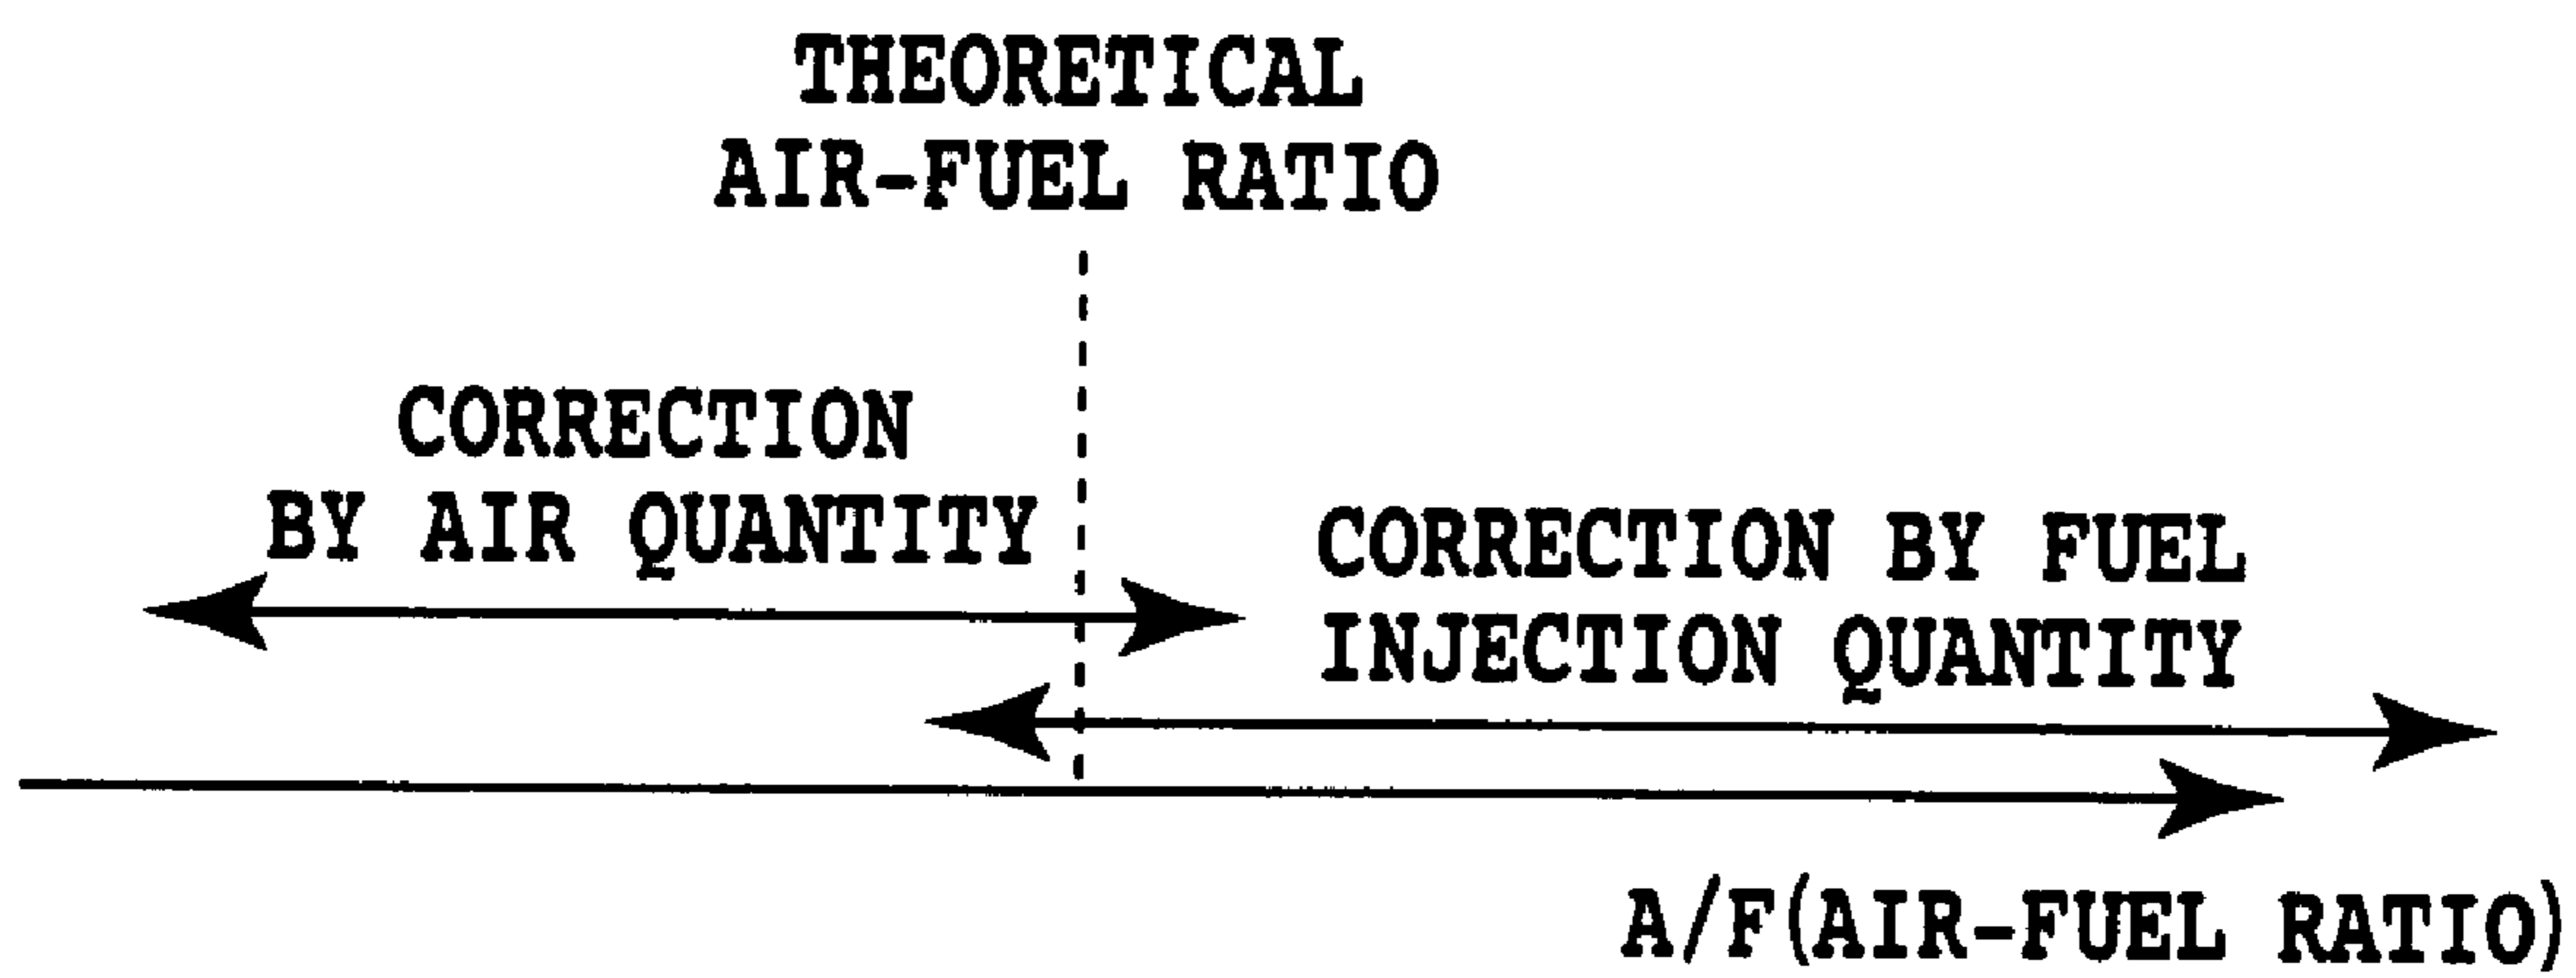 THEORETICAL
AIR-FUEL RATIO
CORRECTION
BY AIR QUANTITY
CORRECTION BY FUEL
INJECTION QUANTITY
A/F(AIR-FUEL RATIO)